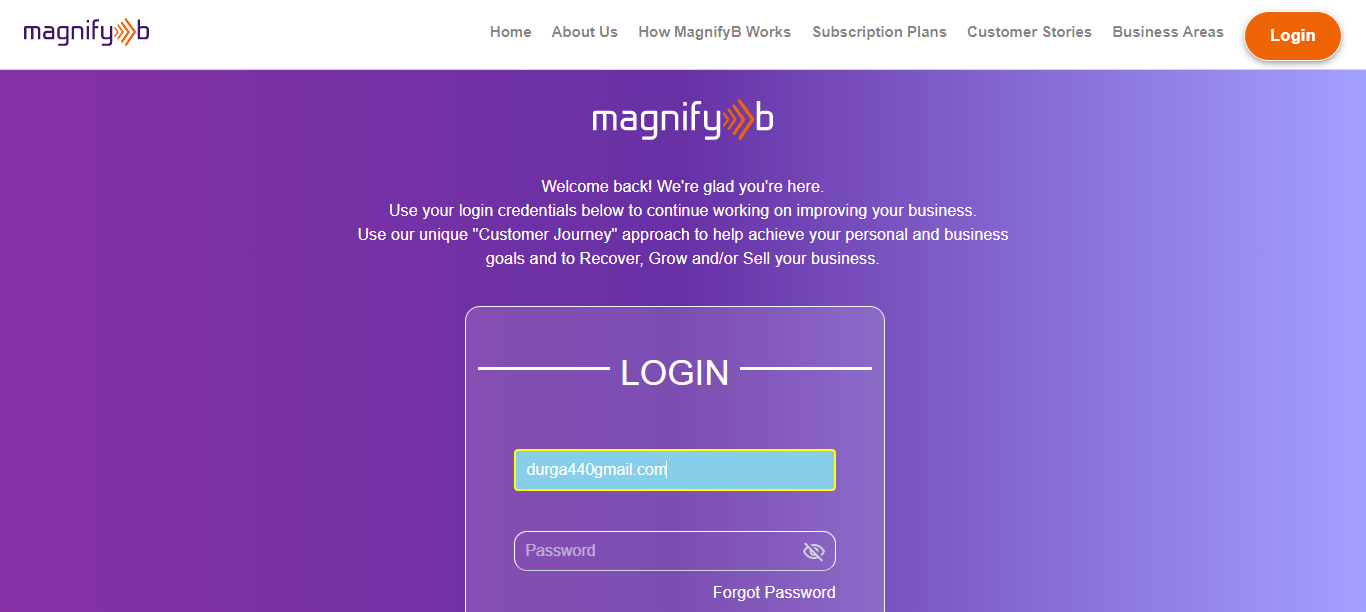 magnifyb
Home About Us How MagnifyB Works Subscription Plans Customer Stories Business Areas Login
magnifyb
Welcome back! We're glad you're here.
Use your login credentials below to continue working on improving your business.
Use our unique "Customer Journey" approach to help achieve your personal and business
goals and to Recover, Grow and/or Sell your business.
LOGIN
durga440gmail.com
Password
Forgot Password